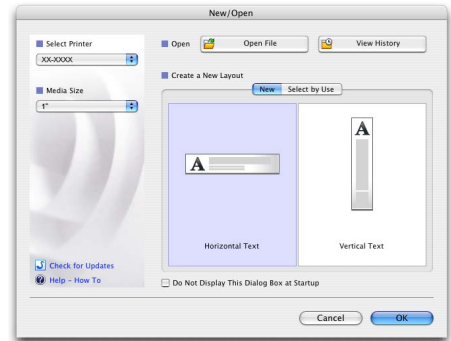 New/Open
Select Printer
XX-XXXX
Media Size
1"
Check for Updates
Help – How To
Open
Open File
View History
Create a New Layout
New
Select by Use
A
Horizontal Text
A
Vertical Text
Do Not Display This Dialog Box at Startup
Cancel
OK